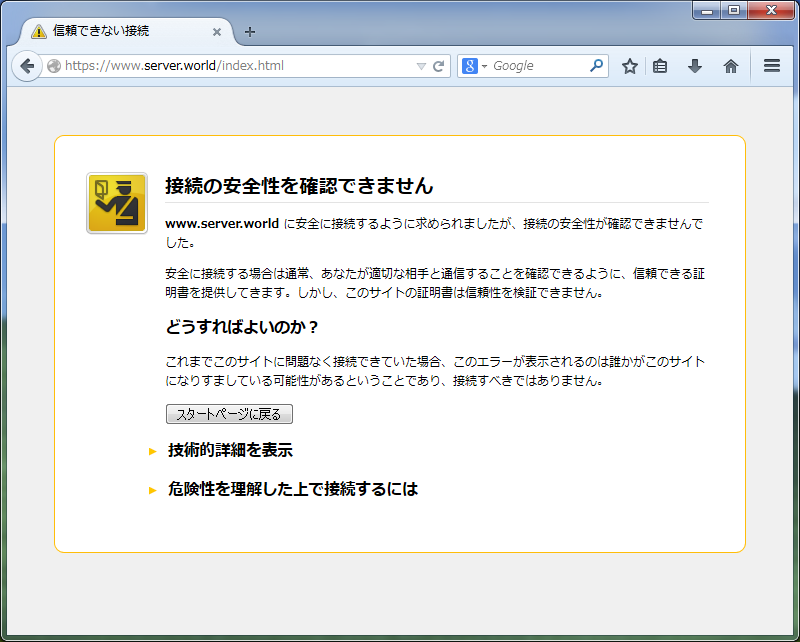 信頼できない接続
https://www.server.world/index.html
Google
接続の安全性を確認できません
www.server.world に安全に接続するように求められましたが、接続の安全性が確認できませんで
した。
安全に接続する場合は通常、あなたが適切な相手と通信することを確認できるように、信頼できる証
明書を提供してきます。しかし、このサイトの証明書は信頼性を検証できません。
どうすればよいのか？
これまでこのサイトに問題なく接続できていた場合、このエラーが表示されるのは誰かがこのサイト
になりすましている可能性があるということであり、接続すべきではありません。
スタートページに戻る
技術的詳細を表示
危険性を理解した上で接続するには